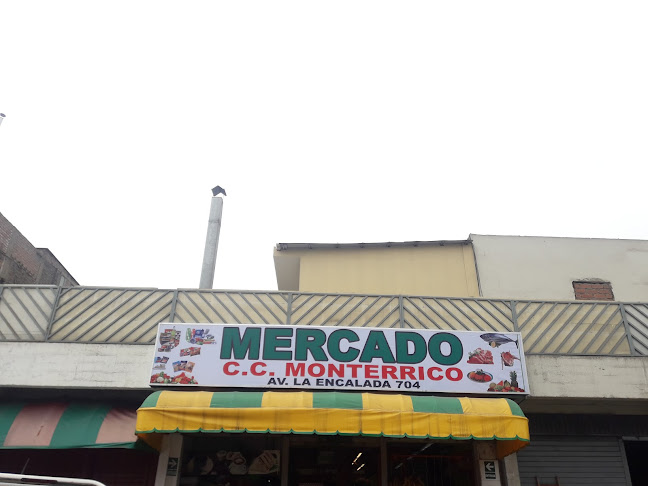 MERCADO
C.C. MONTERRICO
AV. LA ENCALADA 704